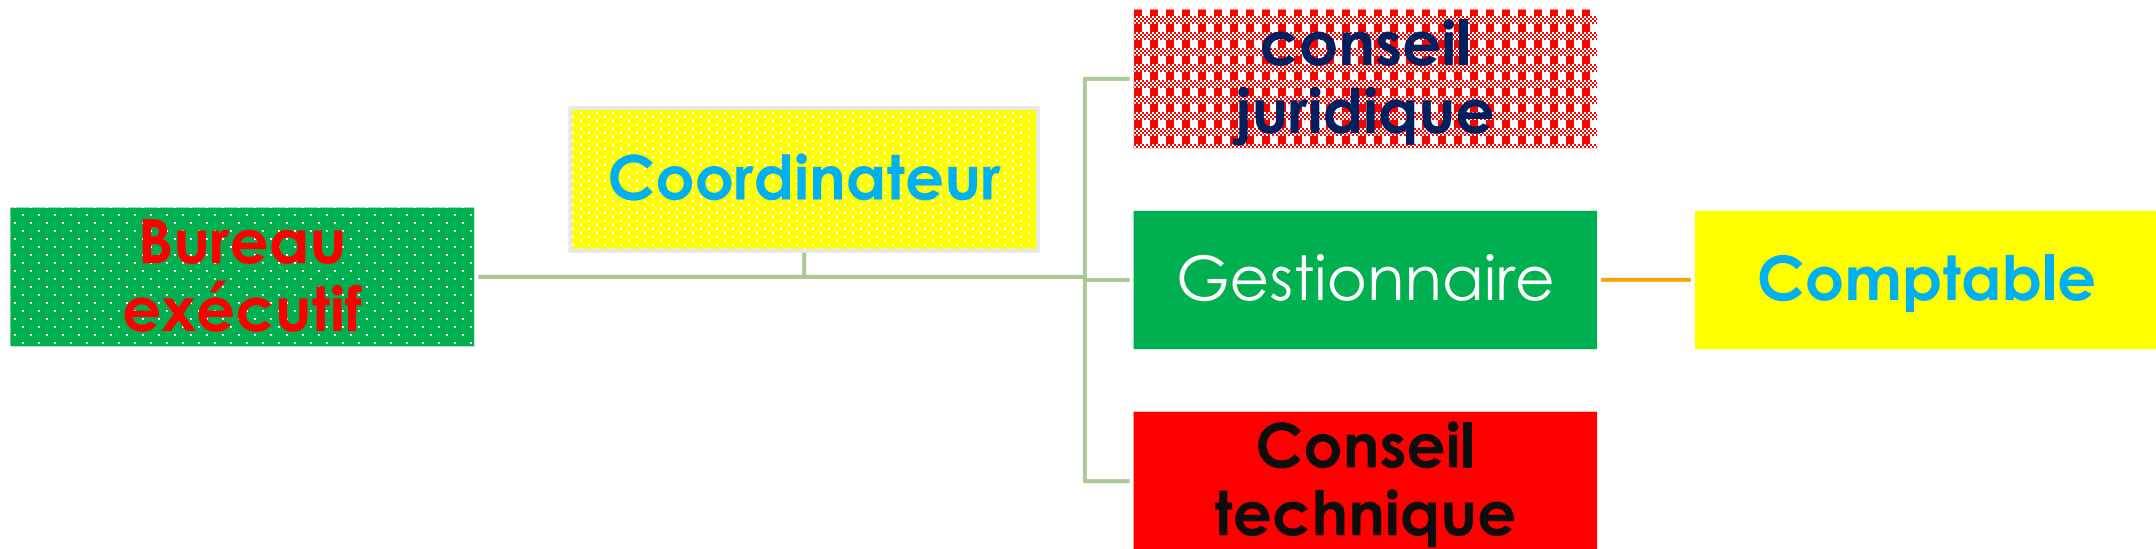 Bureau
exécutif
Coordinateur
conseil
juridique
Gestionnaire
Comptable
Conseil
technique